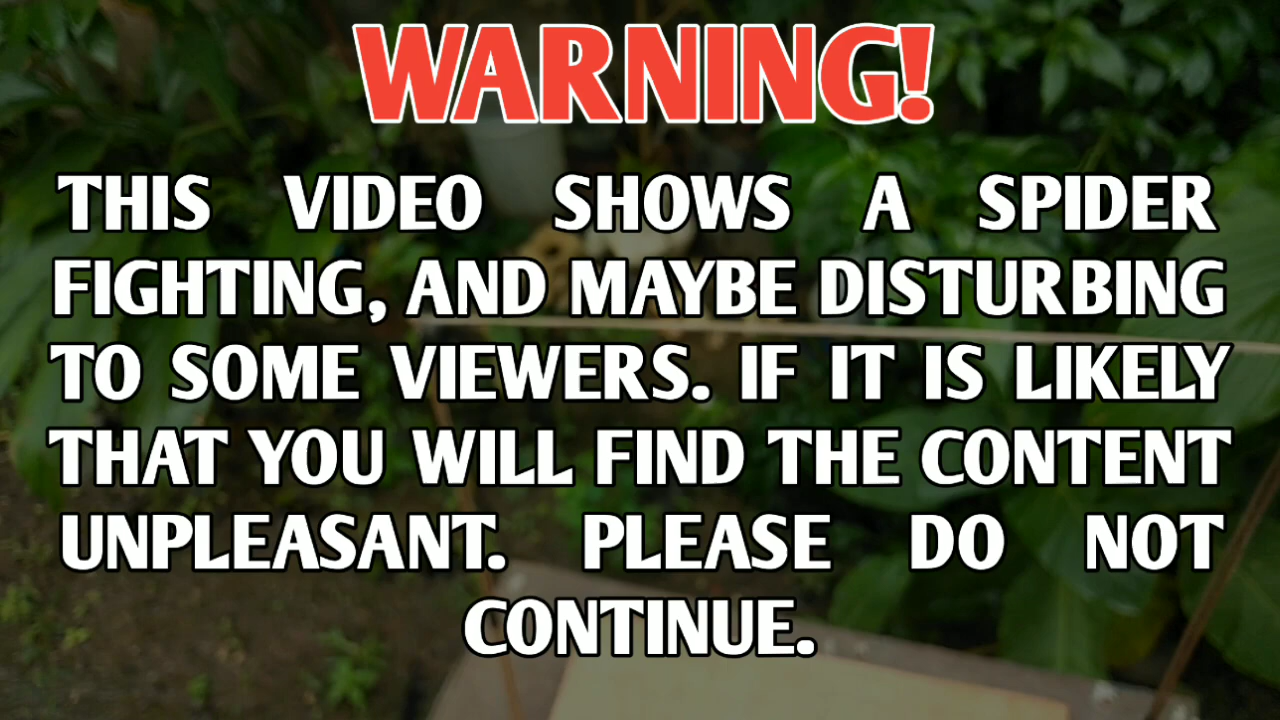 WARNING!
THIS VIDEO SHOWS A SPIDER
FIGHTING, AND MAYBE DISTURBING
TO SOME VIEWERS. IF IT IS LIKELY
THAT YOU WILL FIND THE CONTENT
UNPLEASANT. PLEASE DO NOT
CONTINUE.